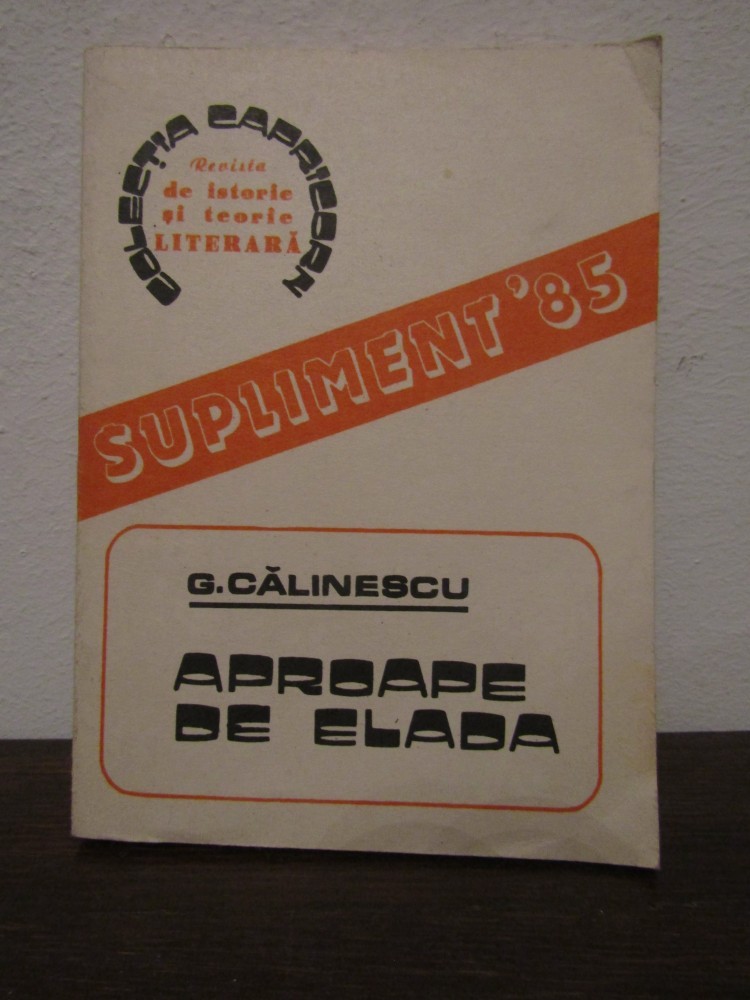 COLECȚIA CAPRICORN
Revista
de istorie
și teorie
LITERARĂ
SUPLIMENT '85
G.CĂLINESCU
APROAPE
DE ELADA